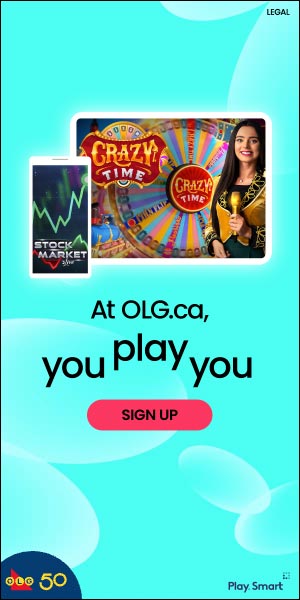 LEGAL
CRAZY
TIME
CRAZY
TIME
STOCK
MARKET
At OLG.ca,
you play you
SIGN UP
OLG 50
Play. Smart